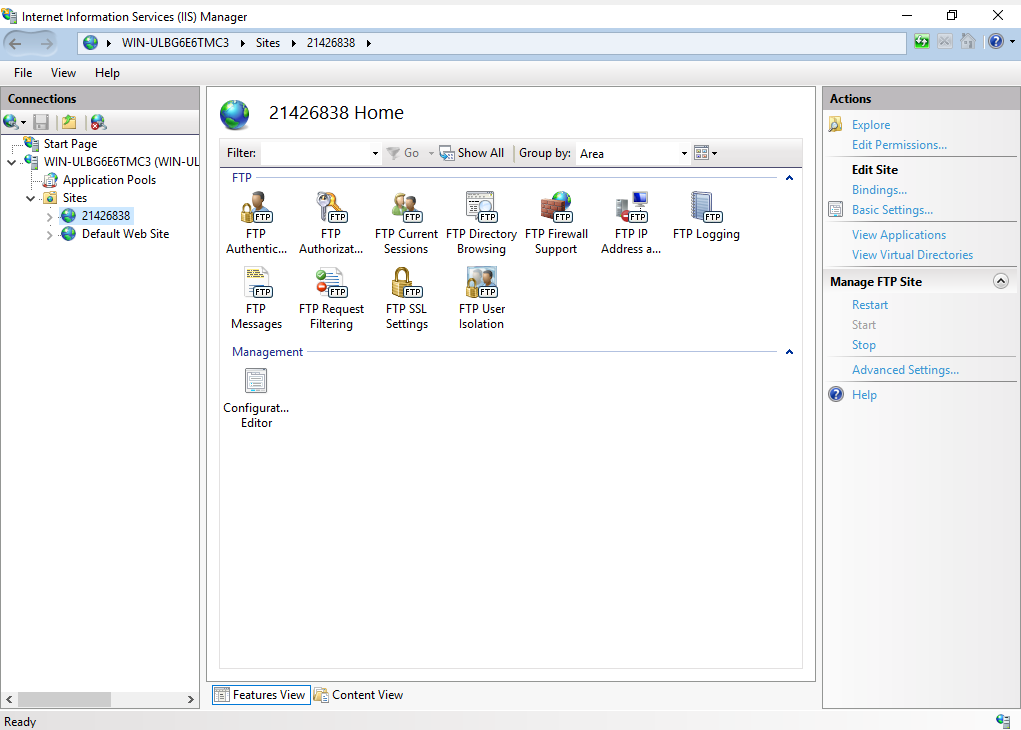 Internet Information Services (IIS) Manager
WIN-ULBG6E6TMC3 Sites 21426838
File View Help
Connections
Start Page
WIN-ULBG6E6TMC3 (WIN-UL
Application Pools
Sites
21426838
Default Web Site
21426838 Home
Filter: Go Show All Group by: Area
FTP
FTP Authentic...
FTP Authorizat...
FTP Current Sessions
FTP Directory Browsing
FTP Firewall Support
FTP IP Address a...
FTP Logging
FTP Messages
FTP Request Filtering
FTP SSL Settings
FTP User Isolation
Management
Configurat... Editor
Features View Content View
Actions
Explore
Edit Permissions...
Edit Site
Bindings...
Basic Settings...
View Applications
View Virtual Directories
Manage FTP Site
Restart
Start
Stop
Advanced Settings...
Help
Ready